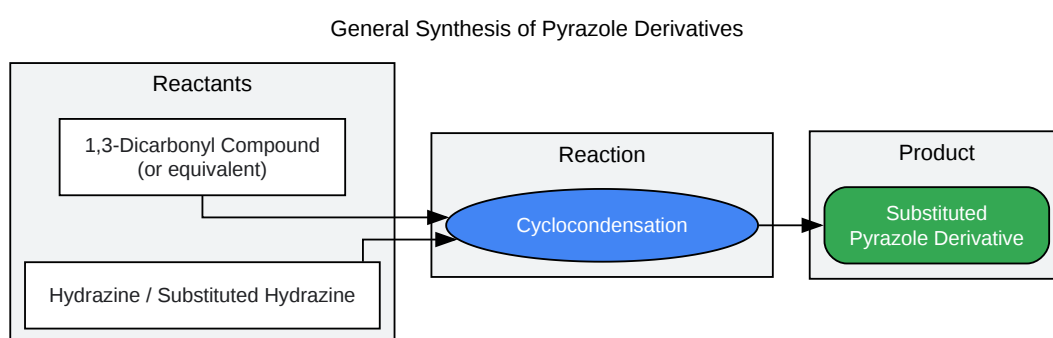 General Synthesis of Pyrazole Derivatives
Reactants
1,3-Dicarbonyl Compound
(or equivalent)
Hydrazine / Substituted Hydrazine
Reaction
Cyclocondensation
Product
Substituted
Pyrazole Derivative